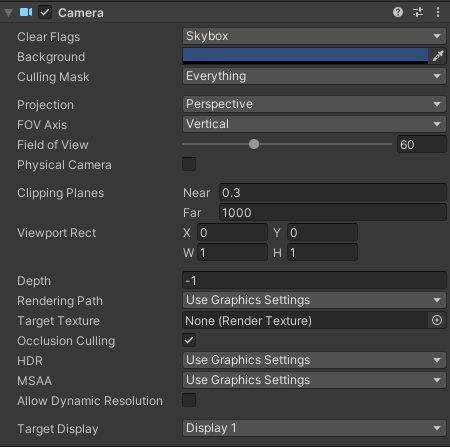 Camera
Clear Flags Skybox
Background
Culling Mask Everything
Projection Perspective
FOV Axis Vertical
Field of View 60
Physical Camera
Clipping Planes Near 0.3
Far 1000
Viewport Rect X 0 Y 0
W 1 H 1
Depth -1
Rendering Path Use Graphics Settings
Target Texture None (Render Texture)
Occlusion Culling
HDR Use Graphics Settings
MSAA Use Graphics Settings
Allow Dynamic Resolution
Target Display Display 1